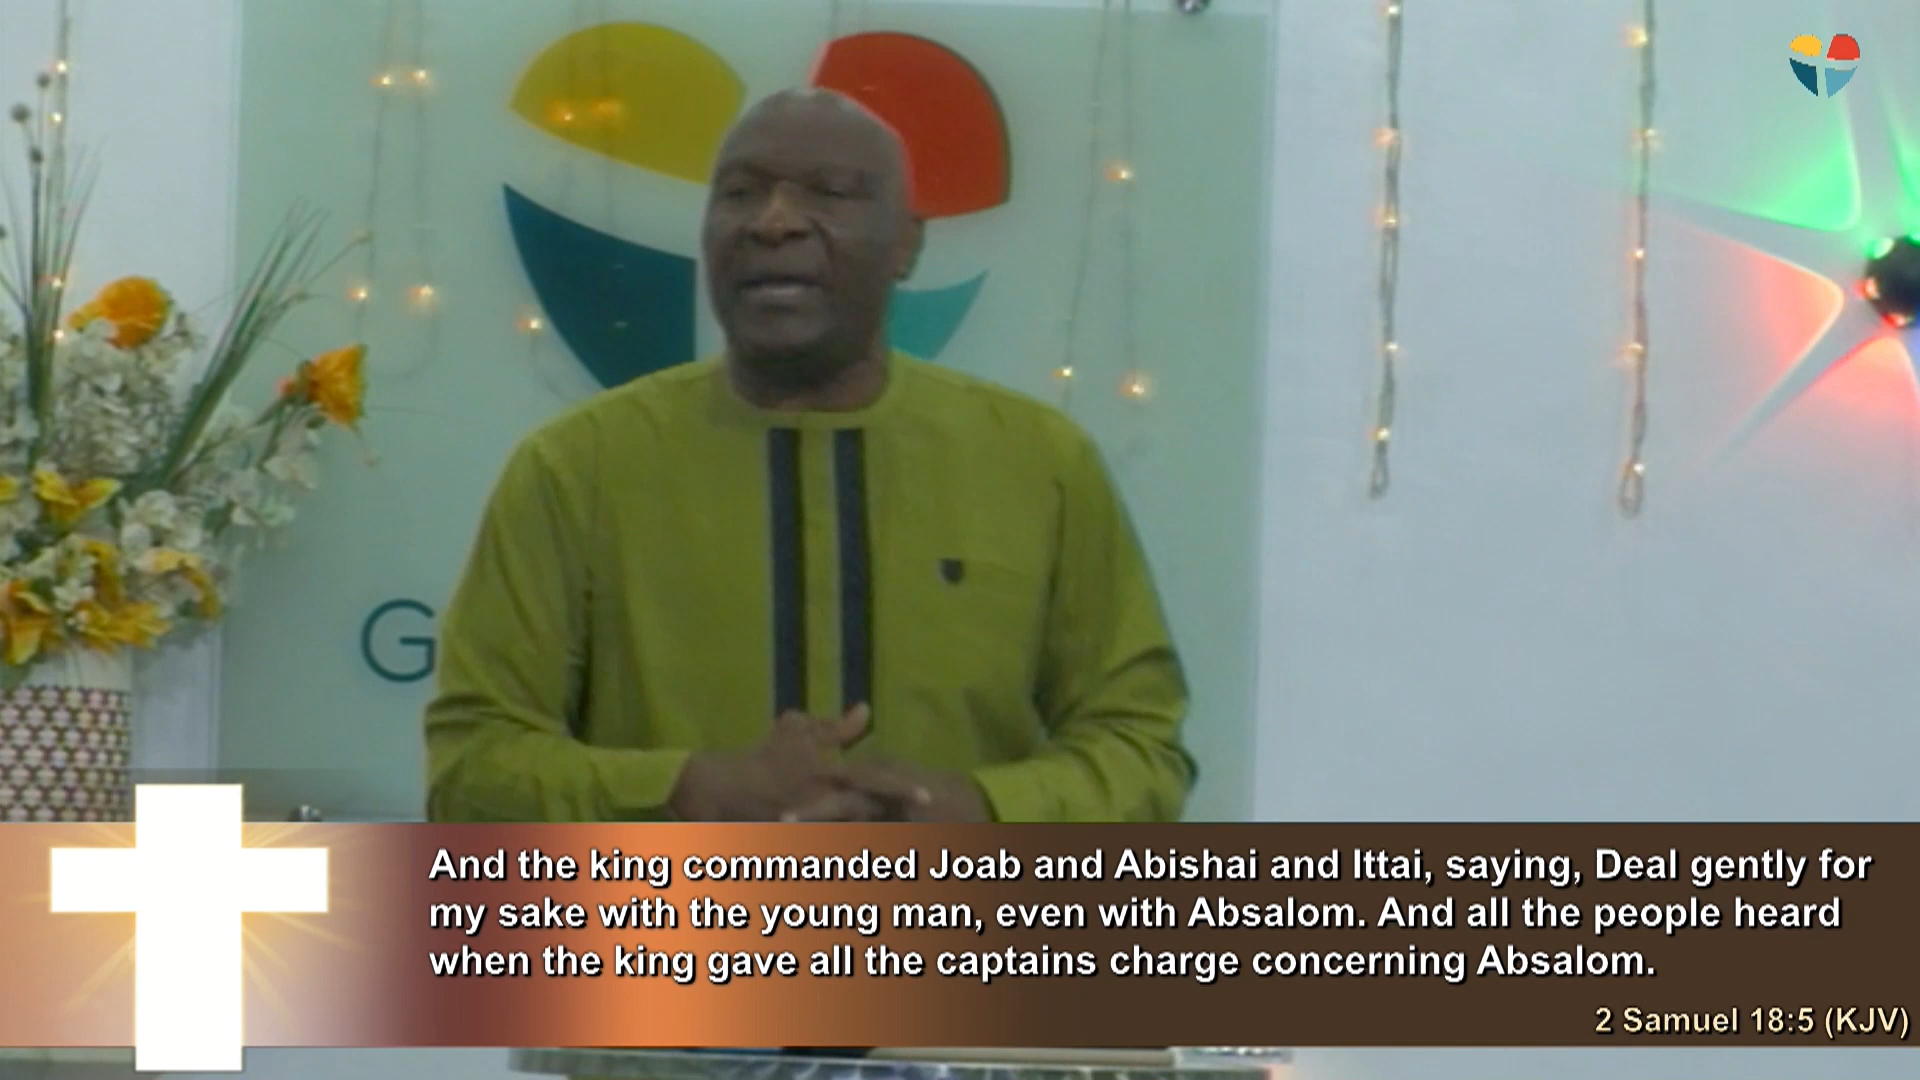 G
And the king commanded Joab and Abishai and Ittai, saying, Deal gently for
my sake with the young man, even with Absalom. And all the people heard
when the king gave all the captains charge concerning Absalom.
2 Samuel 18:5 (KJV)